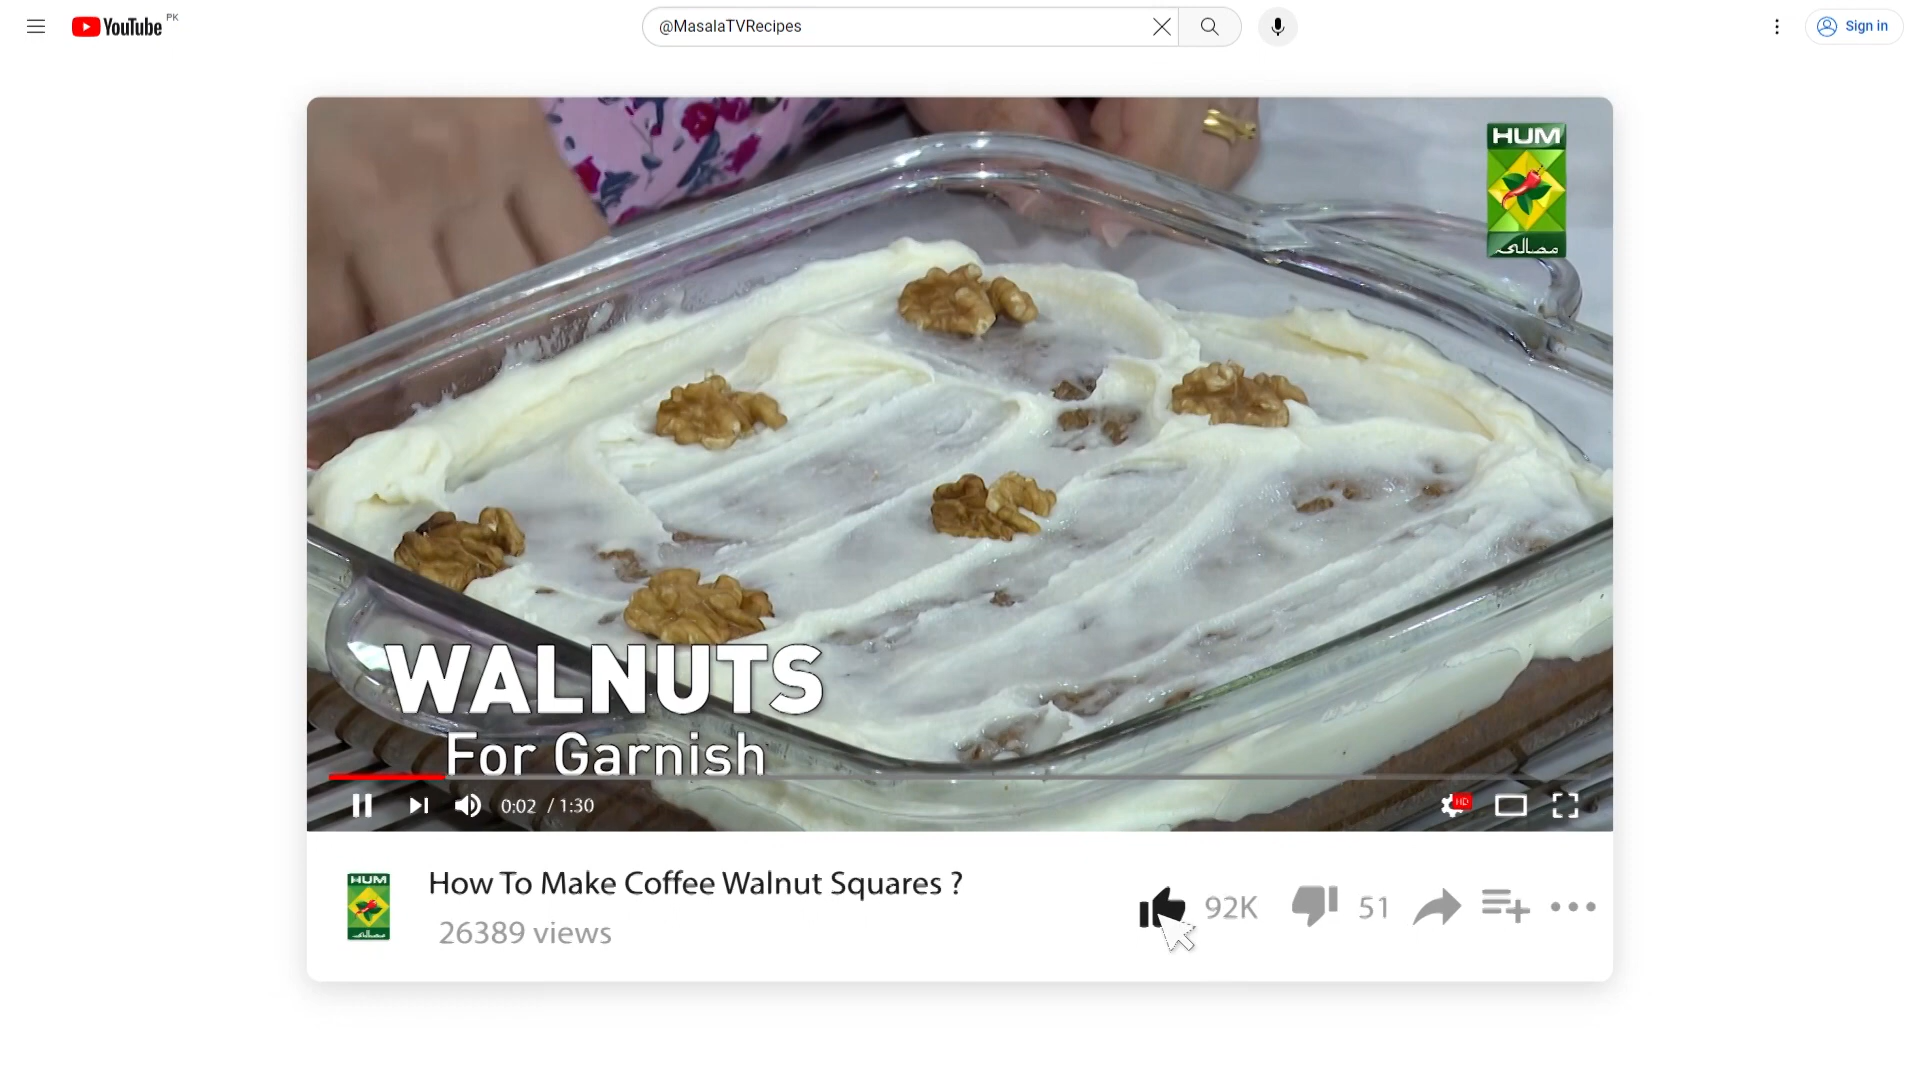 YouTube PK
@MasalaTVRecipes
Sign in
HUM
مصالحہ
WALNUTS
For Garnish
0:02 / 1:30
HD
HUM
مصالحہ
How To Make Coffee Walnut Squares ?
26389 views
92K
51